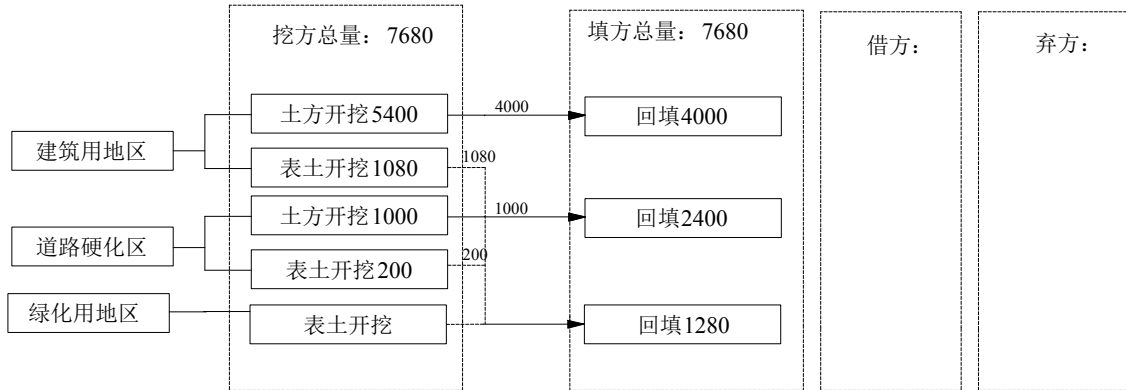 挖方总量：7680
填方总量：7680
借方：
弃方：
建筑用地区
土方开挖5400
4000
回填4000
表土开挖1080
1080
道路硬化区
土方开挖1000
1000
回填2400
表土开挖200
200
绿化用地区
表土开挖
回填1280